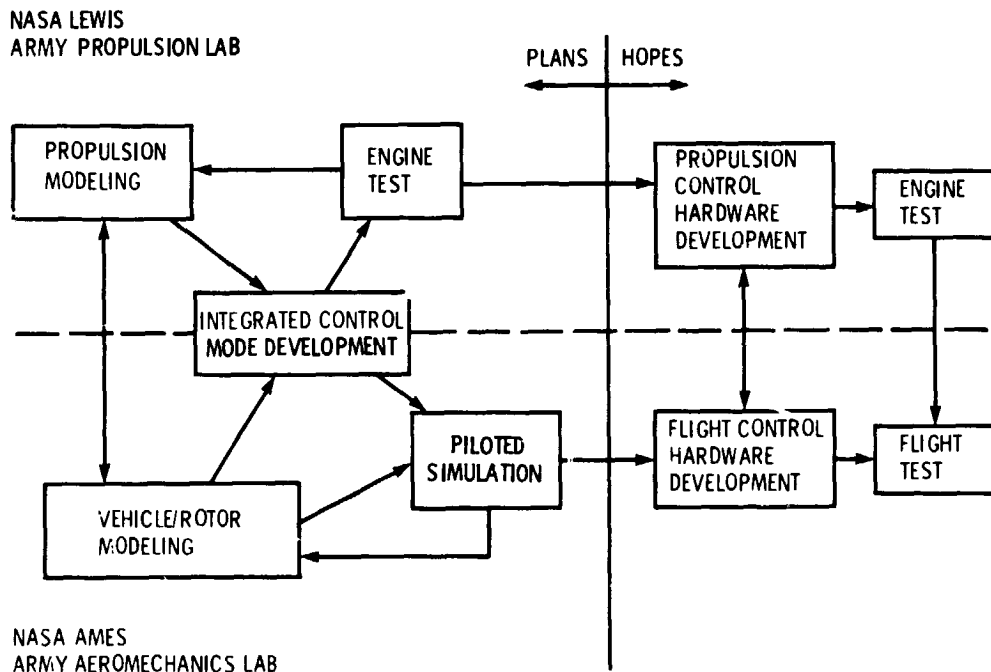 NASA LEWIS
ARMY PROPULSION LAB
PLANS
HOPES
PROPULSION
MODELING
ENGINE
TEST
PROPULSION
CONTROL
HARDWARE
DEVELOPMENT
ENGINE
TEST
INTEGRATED CONTROL
MODE DEVELOPMENT
PILOTED
SIMULATION
FLIGHT CONTROL
HARDWARE
DEVELOPMENT
FLIGHT
TEST
VEHICLE/ROTOR
MODELING
NASA AMES
ARMY AEROMECHANICS LAB